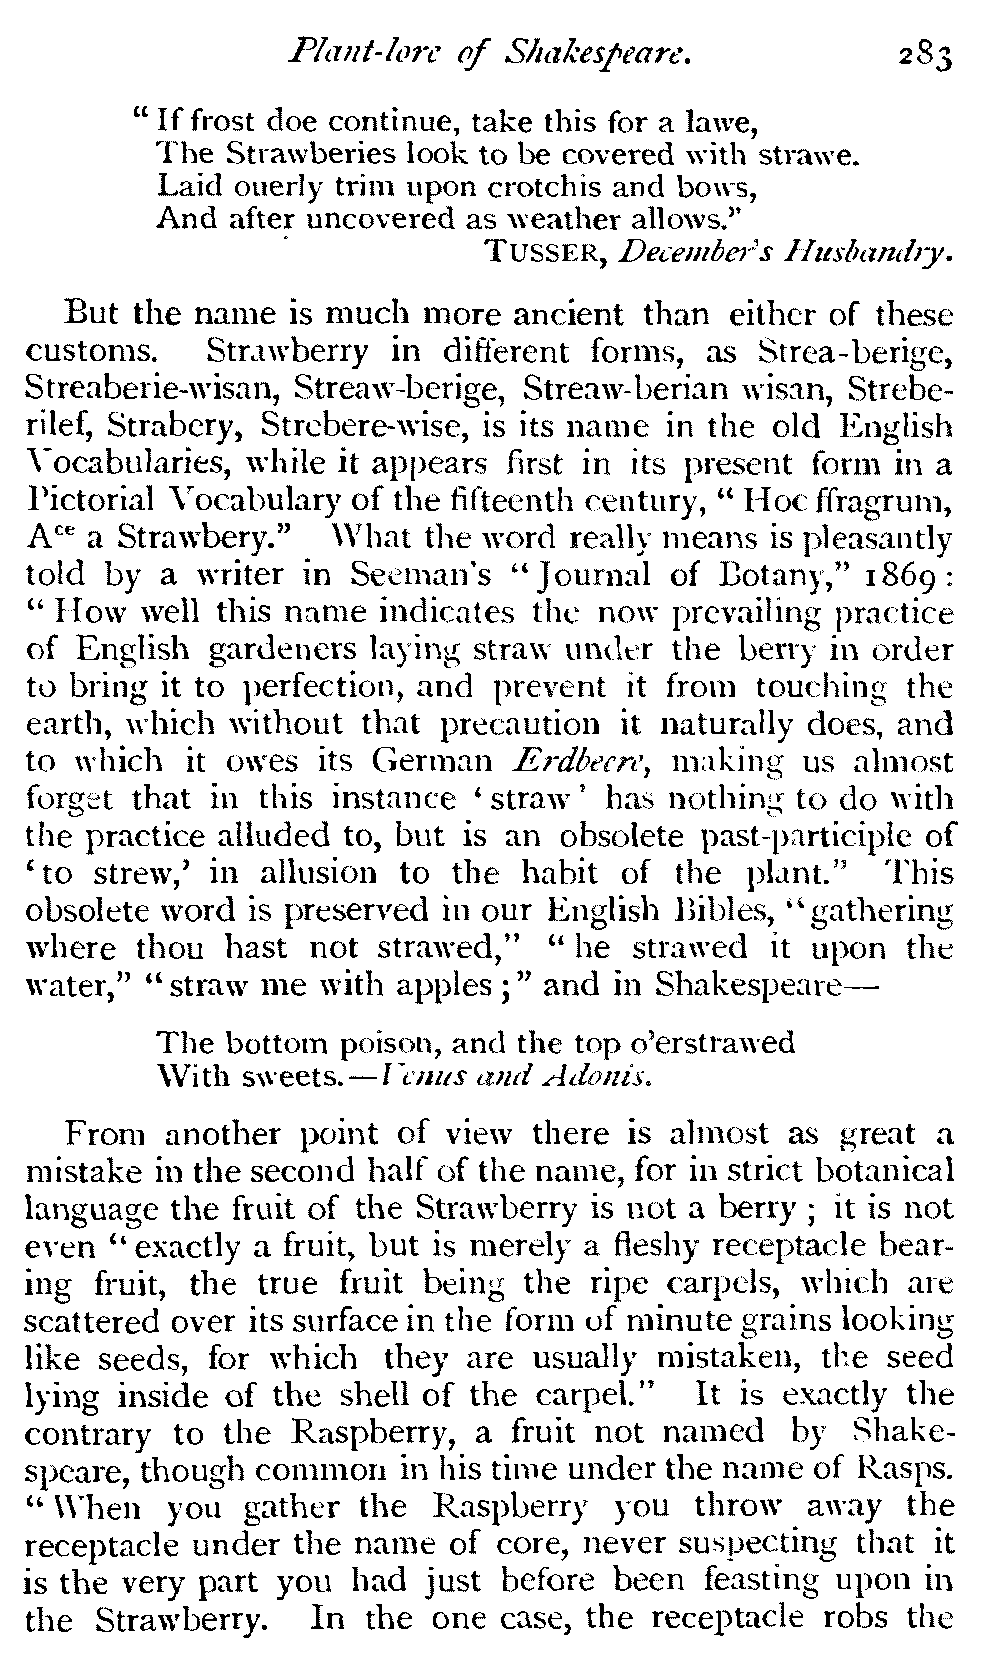 Plant-lore of Shakespeare. 283
“ If frost doe continue, take this for a lawe,
The Strawberies look to be covered with strawe.
Laid ouerly trim upon crotchis and bows,
And after uncovered as weather allows.”
TUSSER, December's Husbandry.
But the name is much more ancient than either of these
customs. Strawberry in different forms, as Strea-berige,
Streaberie-wisan, Streaw-berige, Streaw-berian wisan, Strebe-
rilef, Strabery, Strebere-wise, is its name in the old English
Vocabularies, while it appears first in its present form in a
Pictorial Vocabulary of the fifteenth century, “ Hoc ffragrum,
Ace a Strawbery.” What the word really means is pleasantly
told by a writer in Seeman's “Journal of Botany,” 1869:
“ How well this name indicates the now prevailing practice
of English gardeners laying straw under the berry in order
to bring it to perfection, and prevent it from touching the
earth, which without that precaution it naturally does, and
to which it owes its German Erdbeere, making us almost
forget that in this instance ‘straw’ has nothing to do with
the practice alluded to, but is an obsolete past-participle of
‘to strew,’ in allusion to the habit of the plant.” This
obsolete word is preserved in our English Bibles, “gathering
where thou hast not strawed,” “he strawed it upon the
water,” “straw me with apples;” and in Shakespeare—
The bottom poison, and the top o’erstrawed
With sweets.—Venus and Adonis.
From another point of view there is almost as great a
mistake in the second half of the name, for in strict botanical
language the fruit of the Strawberry is not a berry ; it is not
even “exactly a fruit, but is merely a fleshy receptacle bear-
ing fruit, the true fruit being the ripe carpels, which are
scattered over its surface in the form of minute grains looking
like seeds, for which they are usually mistaken, the seed
lying inside of the shell of the carpel.” It is exactly the
contrary to the Raspberry, a fruit not named by Shake-
speare, though common in his time under the name of Rasps.
“ When you gather the Raspberry you throw away the
receptacle under the name of core, never suspecting that it
is the very part you had just before been feasting upon in
the Strawberry. In the one case, the receptacle robs the